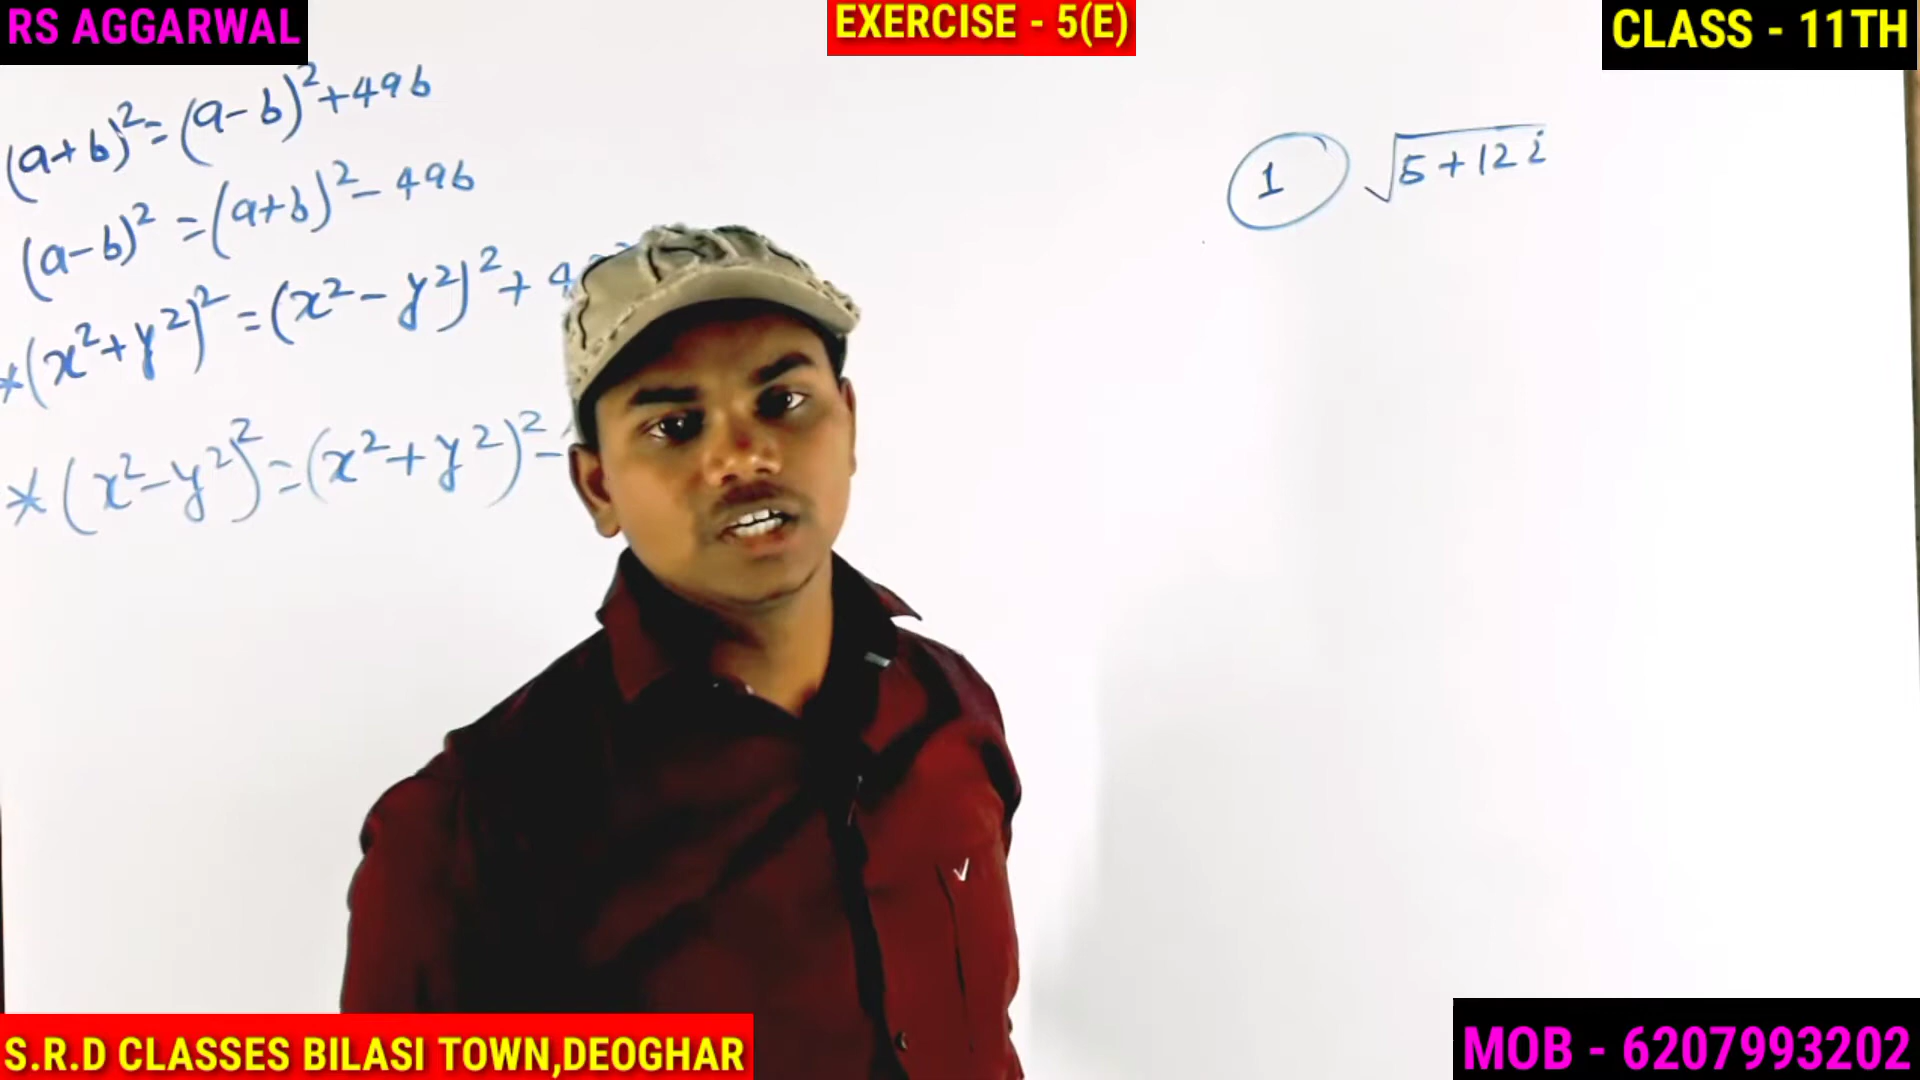 RS AGGARWAL
EXERCISE - 5(E)
CLASS - 11TH
(a+b)²=(a-b)²+4ab
(a-b)²=(a+b)²-4ab
*(x²+y²)²=(x²-y²)²+4
*(x²-y²)²=(x²+y²)²-
1 √5+12i
S.R.D CLASSES BILASI TOWN,DEOGHAR
MOB - 6207993202